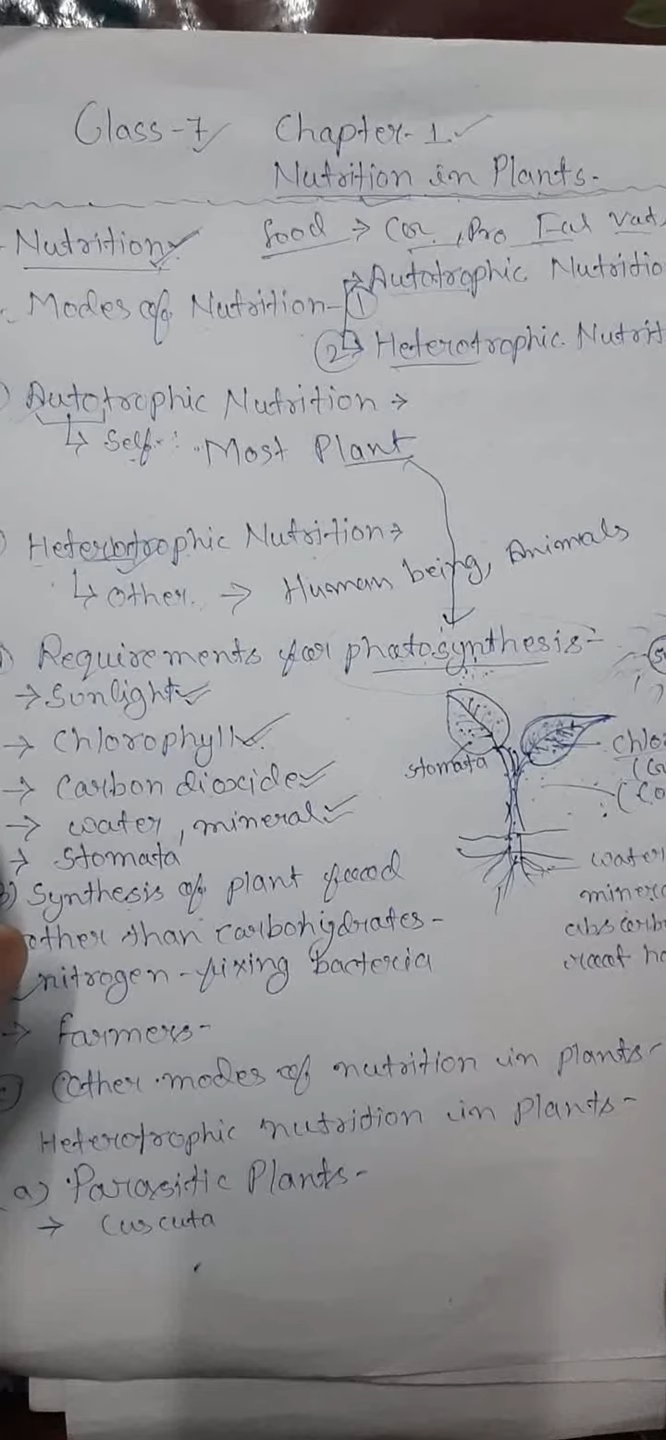 Class-7 Chapter-1
Nutrition in Plants-
Nutrition food → Car, Pro Fat
Modes of Nutrition- ① Autotrophic Nutritio
② Heterotrophic Nutrit
Autotrophic Nutrition →
↳ Self: Most Plant
Heterotrophic Nutrition →
↳ other. → Human being, Animals
Requirements for photosynthesis-
→ Sunlight
→ Chlorophyll
→ Carbon dioxide
→ water, mineral
→ Stomata
stomata
Chlo
water
minera
Synthesis of plant food
other than carbohydrates-
nitrogen-fixing bacteria
→ farmers-
Other modes of nutrition in plants-
Heterotrophic nutrition in plants-
(a) Parasitic Plants-
→ Cuscuta